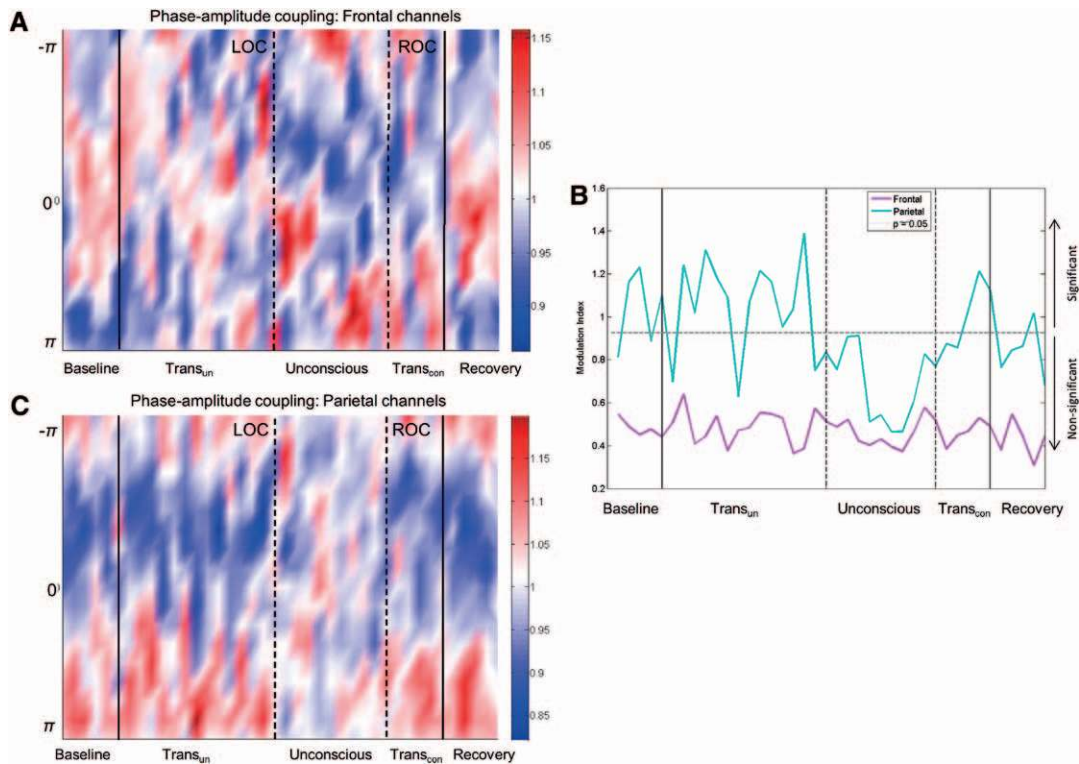 A
Phase-amplitude coupling: Frontal channels
-π
0⁰
π
LOC
ROC
1.15
1.1
1.05
1
0.95
0.9
Baseline
Trans_un
Unconscious
Trans_con
Recovery
B
1.6
1.4
1.2
1.0
0.8
0.6
0.4
0.2
Modulation Index
Frontal
Parietal
p = 0.05
Significant
Non-significant
Baseline
Trans_un
Unconscious
Trans_con
Recovery
C
Phase-amplitude coupling: Parietal channels
-π
0⁾
π
LOC
ROC
1.15
1.1
1.05
1
0.95
0.9
0.85
Baseline
Trans_un
Unconscious
Trans_con
Recovery